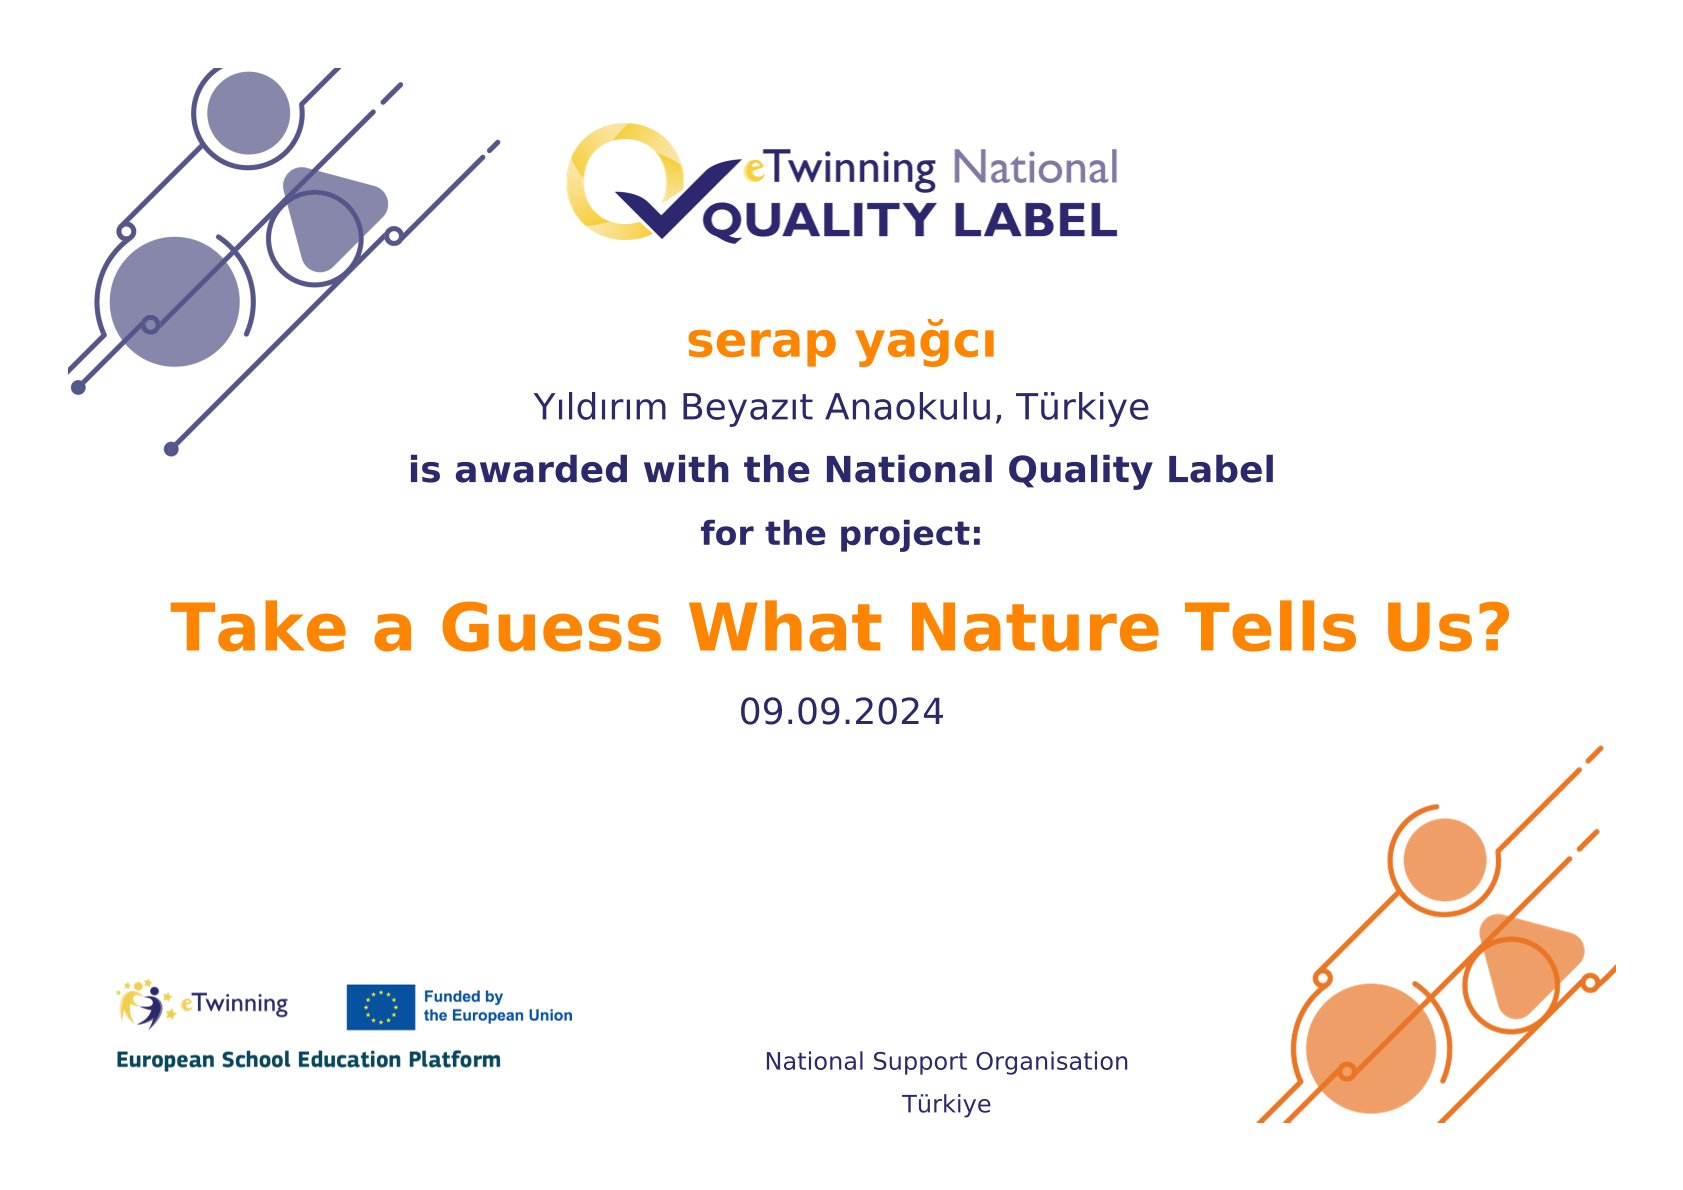 eTwinning National
QUALITY LABEL
serap yağcı
Yıldırım Beyazıt Anaokulu, Türkiye
is awarded with the National Quality Label
for the project:
Take a Guess What Nature Tells Us?
09.09.2024
eTwinning
Funded by
the European Union
European School Education Platform
National Support Organisation
Türkiye